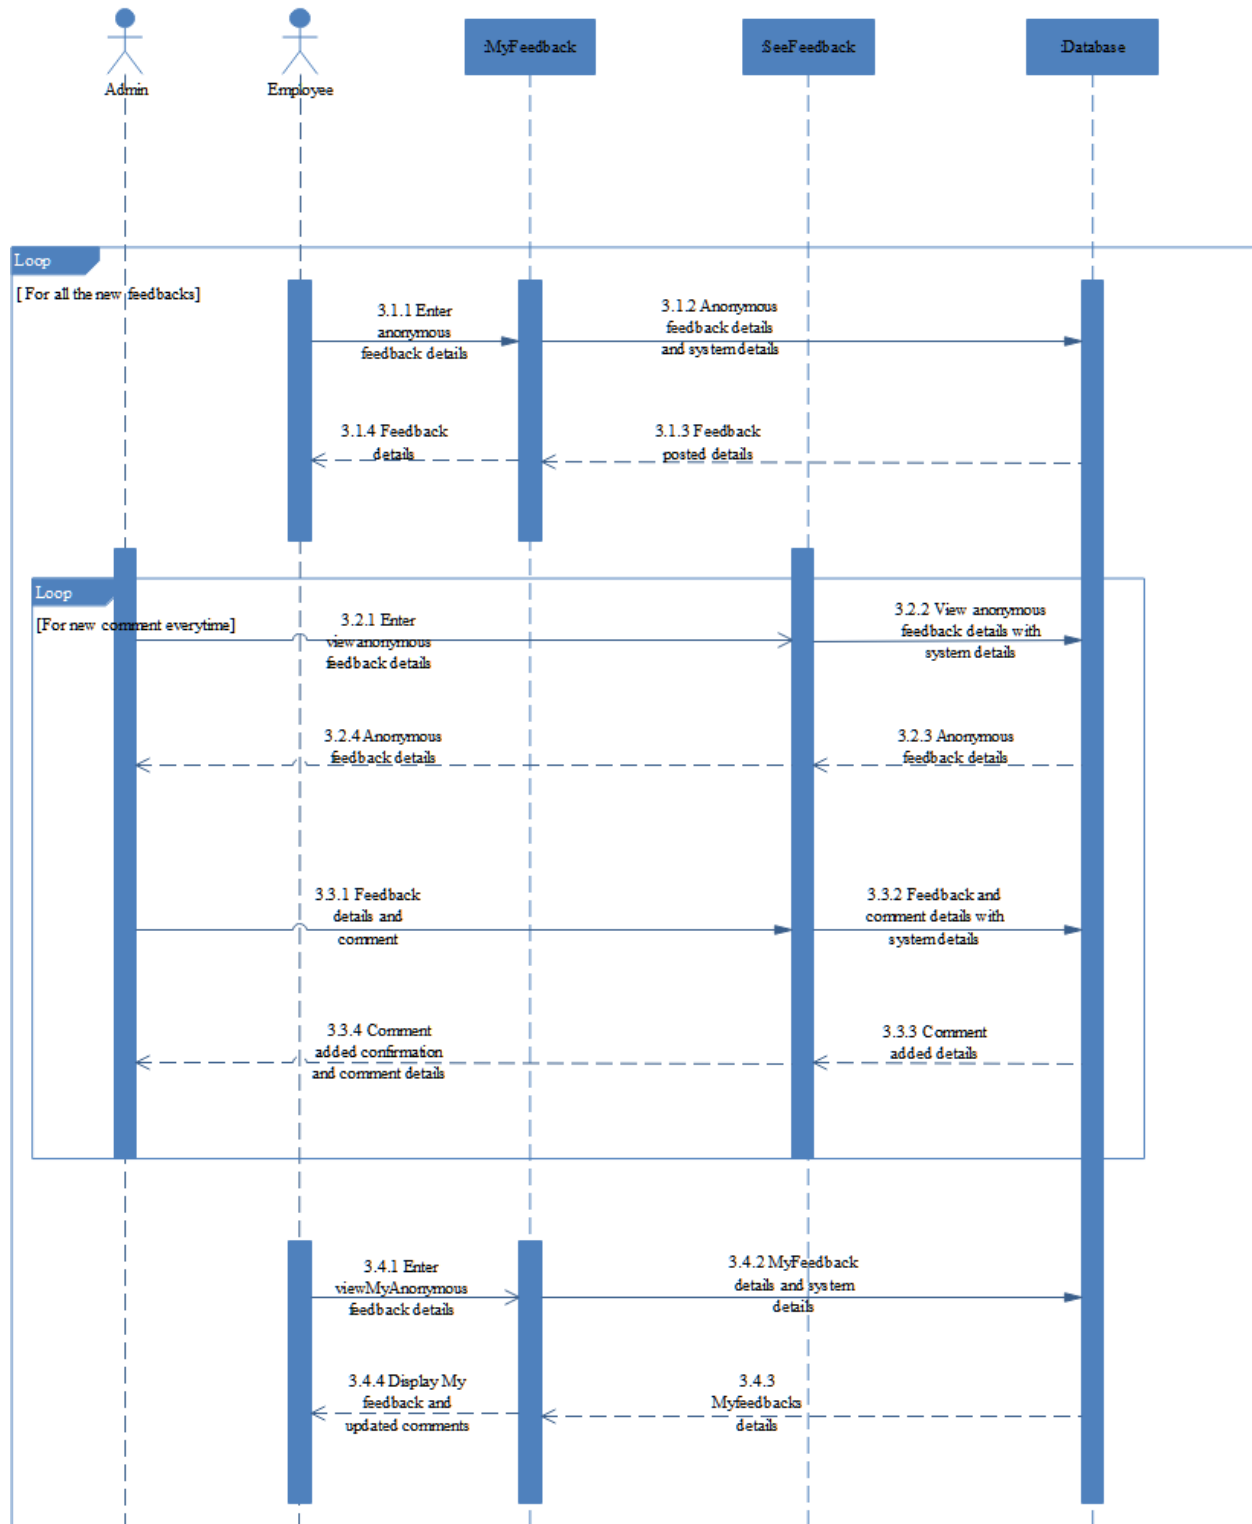 Admin
Employee
:MyFeedback
:SeeFeedback
:Database
Loop
[ For all the new feedbacks]
3.1.1 Enter
anonymous
feedback details
3.1.2 Anonymous
feedback details
and system details
3.1.4 Feedback
details
3.1.3 Feedback
posted details
Loop
[For new comment everytime]
3.2.1 Enter
viewanonymous
feedback details
3.2.2 View anonymous
feedback details with
system details
3.2.4 Anonymous
feedback details
3.2.3 Anonymous
feedback details
3.3.1 Feedback
details and
comment
3.3.2 Feedback and
comment details with
system details
3.3.4 Comment
added confirmation
and comment details
3.3.3 Comment
added details
3.4.1 Enter
viewMyAnonymous
feedback details
3.4.2 MyFeedback
details and system
details
3.4.4 Display My
feedback and
updated comments
3.4.3
Myfeedbacks
details